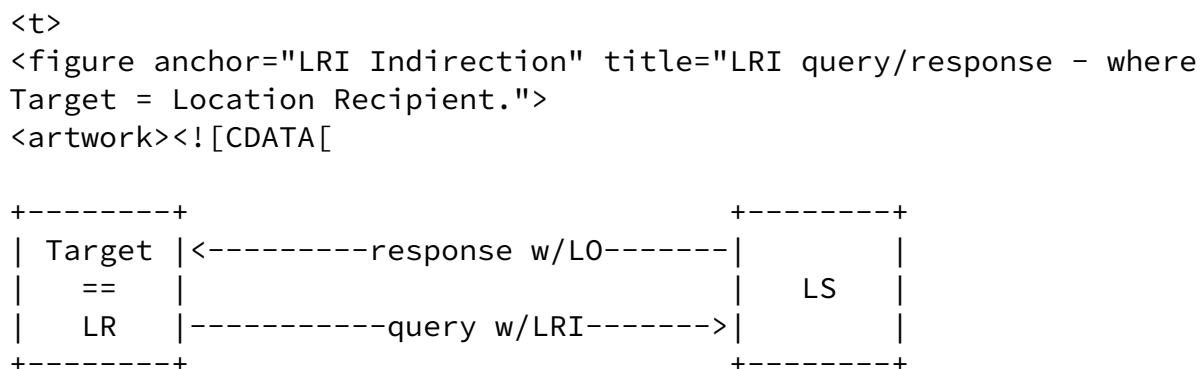 <t>
<figure anchor="LRI Indirection" title="LRI query/response - where
Target = Location Recipient.">
<artwork><![CDATA[

+--------+                            +--------+
| Target |<---------response w/LO-------|        |
|   ==   |                            |   LS   |
|   LR   |-----------query w/LRI------->|        |
+--------+                            +--------+